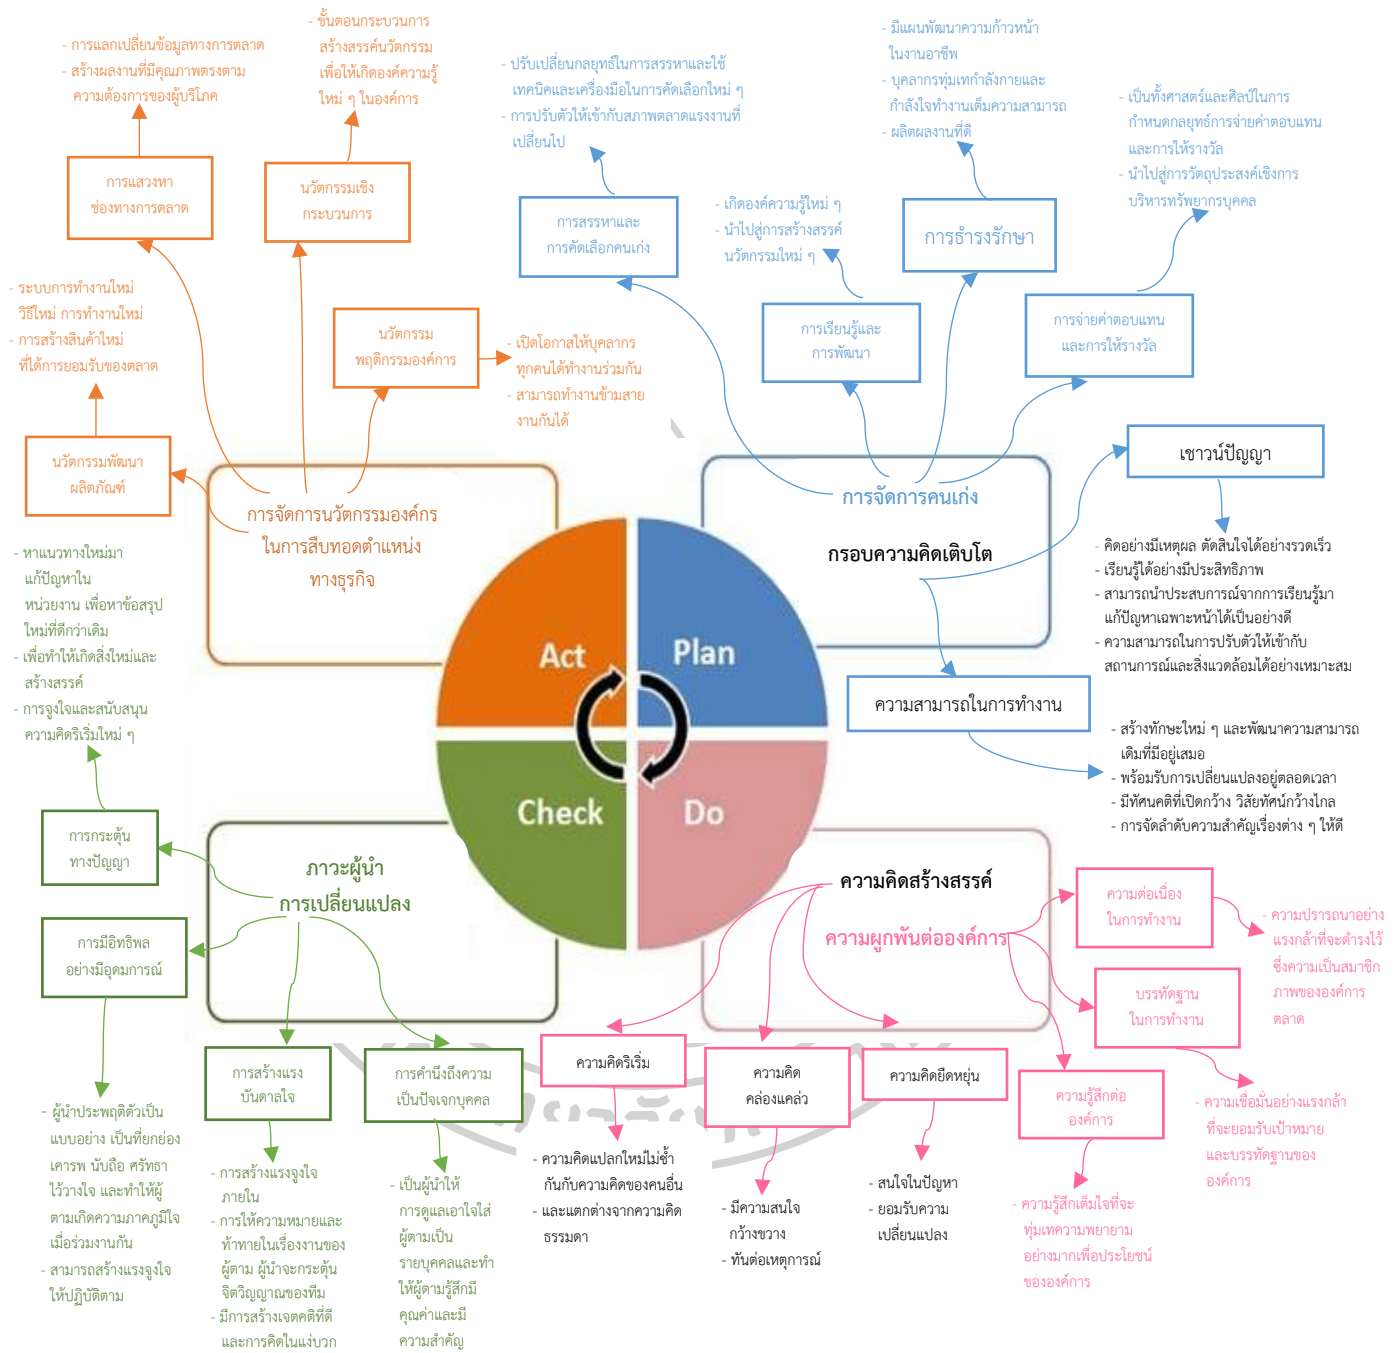 - การแลกเปลี่ยนข้อมูลทางการตลาด
- สร้างผลงานที่มีคุณภาพตรงตาม
ความต้องการของผู้บริโภค
- ขั้นตอนกระบวนการ
สร้างสรรค์นวัตกรรม
เพื่อให้เกิดองค์ความรู้
ใหม่ ๆ ในองค์การ
การแสวงหา
ช่องทางการตลาด
นวัตกรรมเชิง
กระบวนการ
- ระบบการทำงานใหม่
วิธีใหม่ การทำงานใหม่
- การสร้างสินค้าใหม่
ที่ได้การยอมรับของตลาด
นวัตกรรม
พฤติกรรมองค์การ
- เปิดโอกาสให้บุคลากร
ทุกคนได้ทำงานร่วมกัน
- สามารถทำงานข้ามสาย
งานกันได้
นวัตกรรมพัฒนา
ผลิตภัณฑ์
การจัดการนวัตกรรมองค์กร
ในการสืบทอดตำแหน่ง
ทางธุรกิจ
- ปรับเปลี่ยนกลยุทธ์ในการสรรหาและใช้
เทคนิคและเครื่องมือในการคัดเลือกใหม่ ๆ
- การปรับตัวให้เข้ากับสภาพตลาดแรงงานที่
เปลี่ยนไป
การสรรหาและ
การคัดเลือกคนเก่ง
- เกิดองค์ความรู้ใหม่ ๆ
- นำไปสู่การสร้างสรรค์
นวัตกรรมใหม่ ๆ
การเรียนรู้และ
การพัฒนา
- มีแผนพัฒนาความก้าวหน้า
ในงานอาชีพ
- บุคลากรทุ่มเทกำลังกายและ
กำลังใจทำงานเต็มความสามารถ
- ผลิตผลงานที่ดี
การธำรงรักษา
- เป็นทั้งศาสตร์และศิลป์ในการ
กำหนดกลยุทธ์การจ่ายค่าตอบแทน
และการให้รางวัล
- นำไปสู่การวัตถุประสงค์เชิงการ
บริหารทรัพยากรบุคคล
การจ่ายค่าตอบแทน
และการให้รางวัล
การจัดการคนเก่ง
กรอบความคิดเติบโต
เชาวน์ปัญญา
- คิดอย่างมีเหตุผล ตัดสินใจได้อย่างรวดเร็ว
- เรียนรู้ได้อย่างมีประสิทธิภาพ
- สามารถนำประสบการณ์จากการเรียนรู้มา
แก้ปัญหาเฉพาะหน้าได้เป็นอย่างดี
- ความสามารถในการปรับตัวให้เข้ากับ
สถานการณ์และสิ่งแวดล้อมได้อย่างเหมาะสม
ความสามารถในการทำงาน
- สร้างทักษะใหม่ ๆ และพัฒนาความสามารถ
เดิมที่มีอยู่เสมอ
- พร้อมรับการเปลี่ยนแปลงอยู่ตลอดเวลา
- มีทัศนคติที่เปิดกว้าง วิสัยทัศน์กว้างไกล
- การจัดลำดับความสำคัญเรื่องต่าง ๆ ให้ดี
Act
Plan
Check
Do
- หาแนวทางใหม่มา
แก้ปัญหาใน
หน่วยงาน เพื่อหาข้อสรุป
ใหม่ที่ดีกว่าเดิม
- เพื่อทำให้เกิดสิ่งใหม่และ
สร้างสรรค์
- การจูงใจและสนับสนุน
ความคิดริเริ่มใหม่ ๆ
การกระตุ้น
ทางปัญญา
ภาวะผู้นำ
การเปลี่ยนแปลง
การมีอิทธิพล
อย่างมีอุดมการณ์
- ผู้นำประพฤติตัวเป็น
แบบอย่าง เป็นที่ยกย่อง
เคารพ นับถือ ศรัทธา
ไว้วางใจ และทำให้ผู้
ตามเกิดความภาคภูมิใจ
เมื่อร่วมงานกัน
- สามารถสร้างแรงจูงใจ
ให้ปฏิบัติตาม
การสร้างแรง
บันดาลใจ
- การสร้างแรงจูงใจ
ภายใน
- การให้ความหมายและ
ท้าทายในเรื่องงานของ
ผู้ตาม ผู้นำจะกระตุ้น
จิตวิญญาณของทีม
- มีการสร้างเจตคติที่ดี
และการคิดในแง่บวก
การคำนึงถึงความ
เป็นปัจเจกบุคคล
- เป็นผู้นำให้
การดูแลเอาใจใส่
ผู้ตามเป็น
รายบุคคลและทำ
ให้ผู้ตามรู้สึกมี
คุณค่าและมี
ความสำคัญ
ความคิดสร้างสรรค์
ความผูกพันต่อองค์การ
ความคิดริเริ่ม
- ความคิดแปลกใหม่ไม่ซ้ำ
กันกับความคิดของคนอื่น
- และแตกต่างจากความคิด
ธรรมดา
ความคิด
คล่องแคล่ว
- มีความสนใจ
กว้างขวาง
- ทันต่อเหตุการณ์
ความคิดยืดหยุ่น
- สนใจในปัญหา
- ยอมรับความ
เปลี่ยนแปลง
ความต่อเนื่อง
ในการทำงาน
- ความปรารถนาอย่าง
แรงกล้าที่จะดำรงไว้
ซึ่งความเป็นสมาชิก
ภาพขององค์การ
ตลาด
บรรทัดฐาน
ในการทำงาน
- ความเชื่อมั่นอย่างแรงกล้า
ที่จะยอมรับเป้าหมาย
และบรรทัดฐานของ
องค์การ
ความรู้สึกต่อ
องค์การ
- ความรู้สึกเต็มใจที่จะ
ทุ่มเทความพยายาม
อย่างมากเพื่อประโยชน์
ขององค์การ